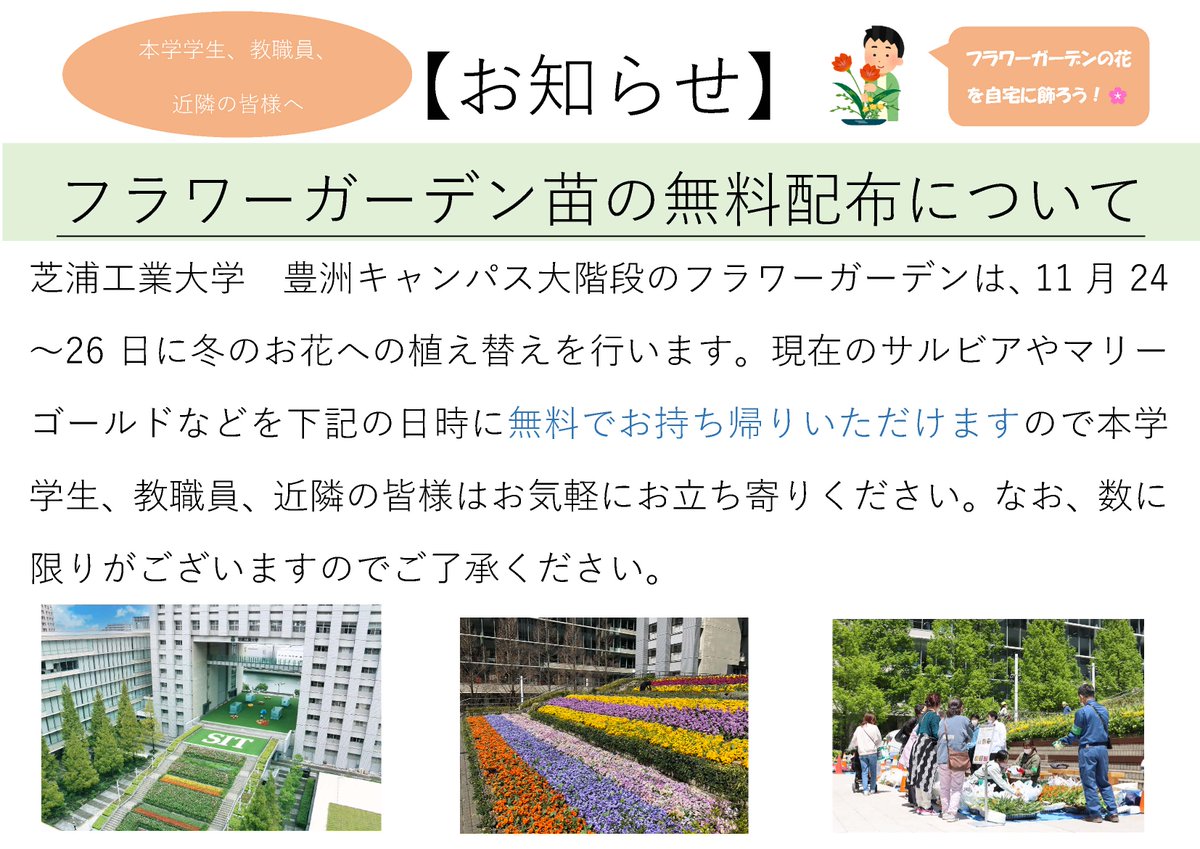 本学学生、教職員、
近隣の皆様へ
【お知らせ】
フラワーガーデンの花
を自宅に飾ろう！🌸
フラワーガーデン苗の無料配布について
芝浦工業大学　豊洲キャンパス大階段のフラワーガーデンは、11 月 24
～26 日に冬のお花への植え替えを行います。現在のサルビアやマリー
ゴールドなどを下記の日時に無料でお持ち帰りいただけますので本学
学生、教職員、近隣の皆様はお気軽にお立ち寄りください。なお、数に
限りがございますのでご了承ください。
SIT